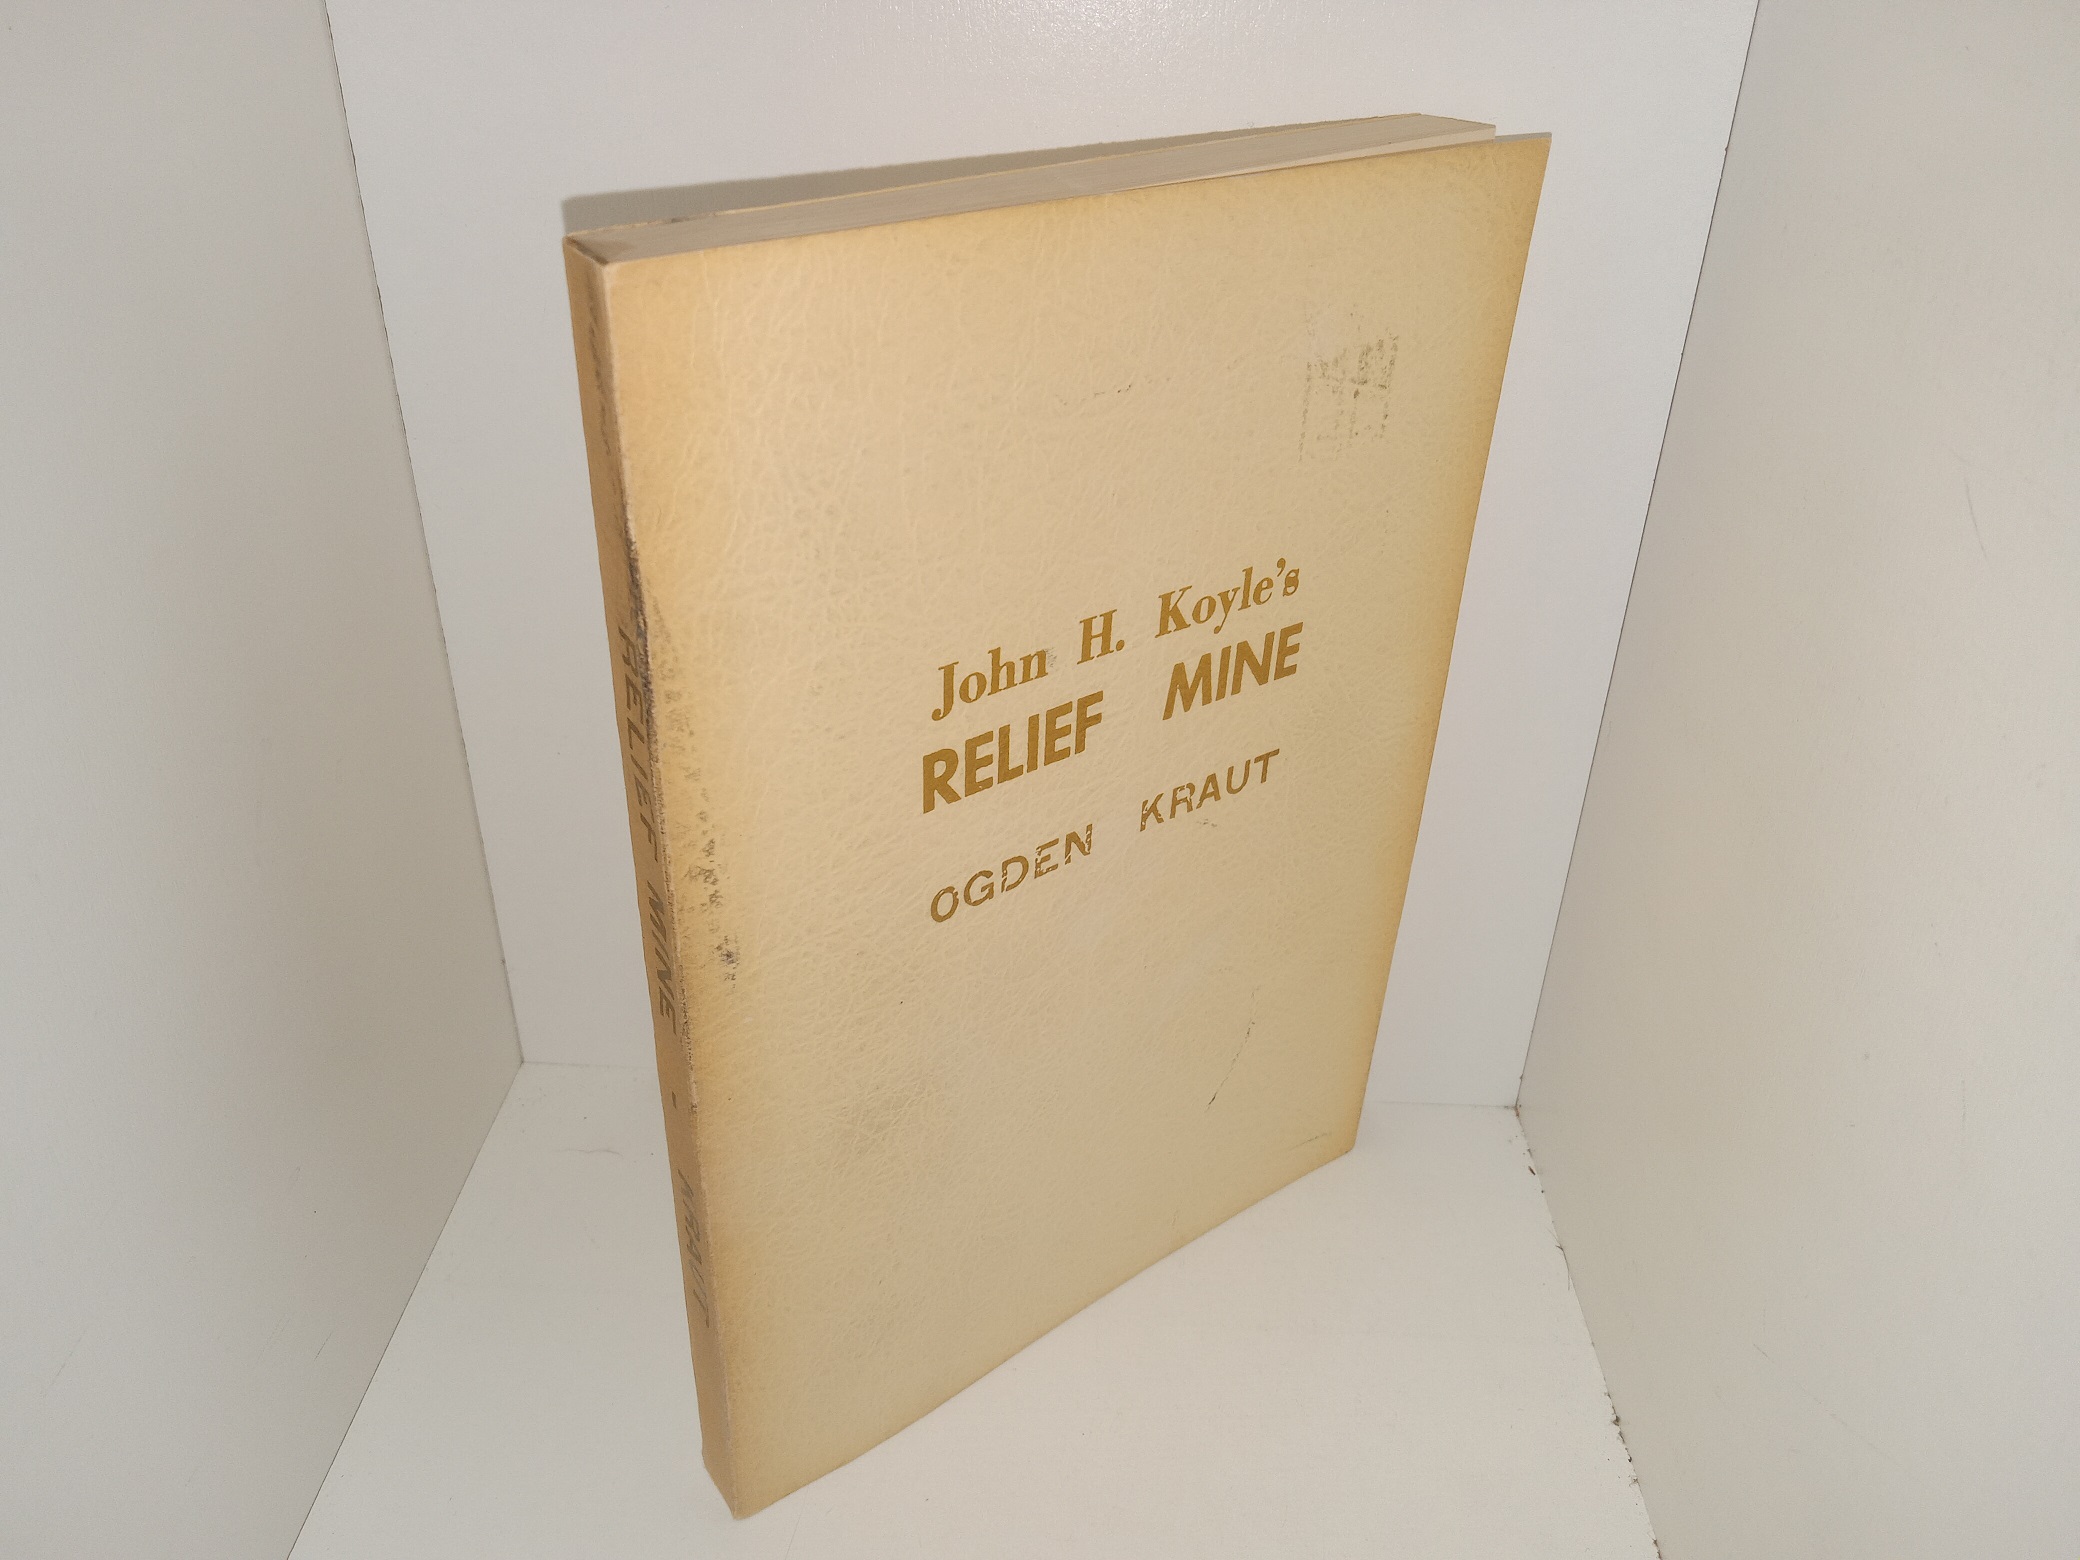 John H. Koyle's
RELIEF MINE
OGDEN KRAUT
RELIEF MINE - KRAUT